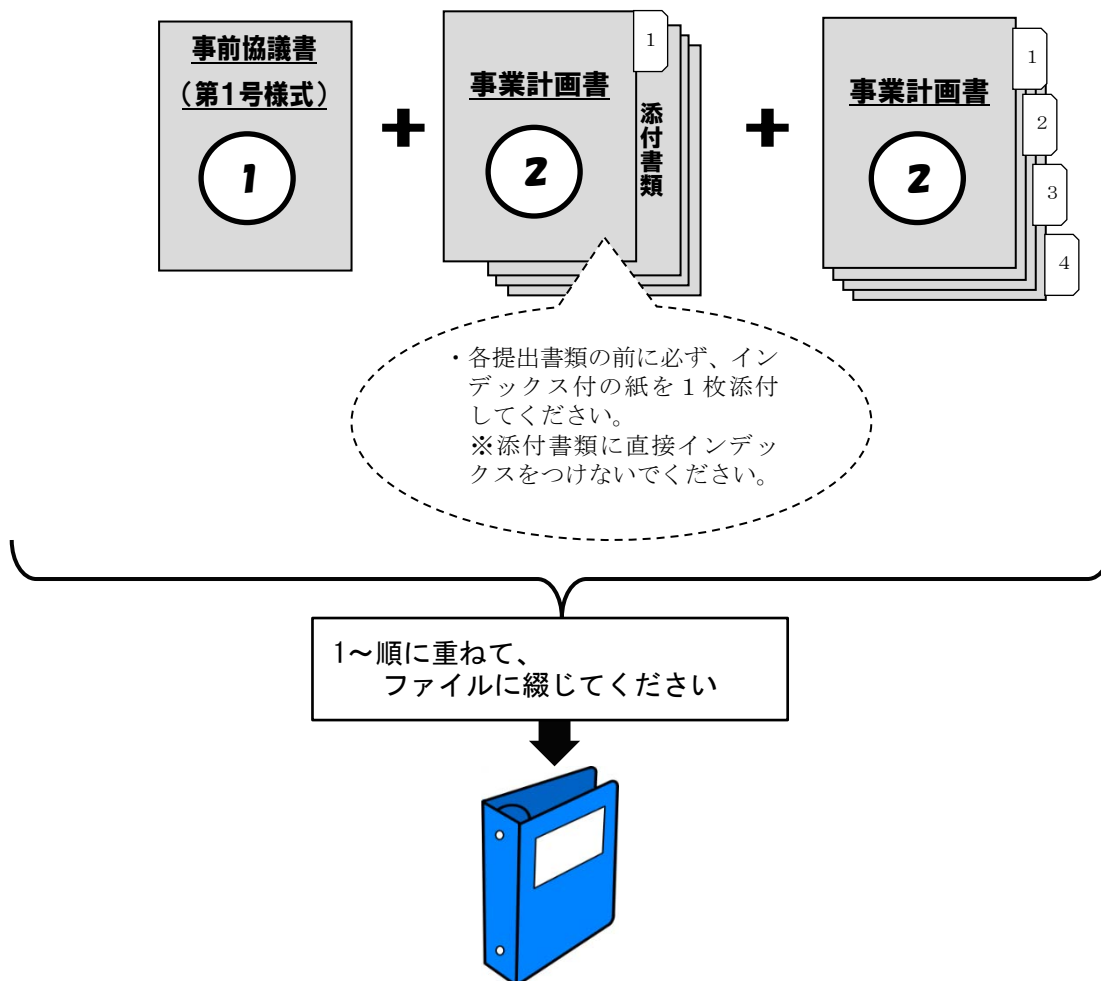 事前協議書
（第1号様式）
1
+
事業計画書
2
1
添付書類
+
事業計画書
2
1
2
3
4
・各提出書類の前に必ず、イン
デックス付の紙を１枚添付
してください。
※添付書類に直接インデッ
クスをつけないでください。
1～順に重ねて、
ファイルに綴じてください